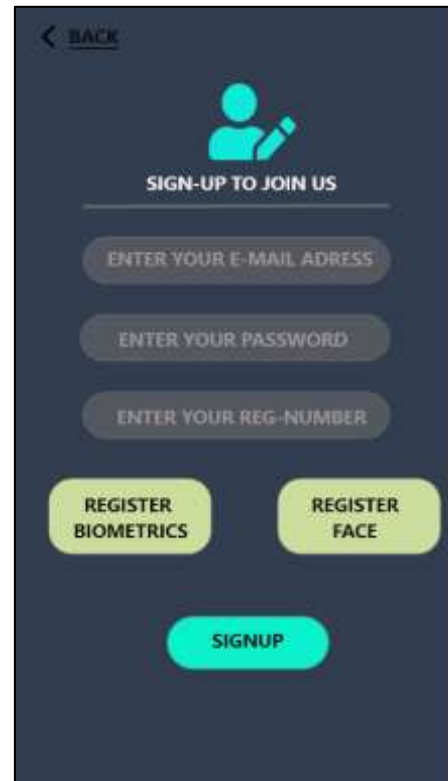 BACK
SIGN-UP TO JOIN US
ENTER YOUR E-MAIL ADRESS
ENTER YOUR PASSWORD
ENTER YOUR REG-NUMBER
REGISTER
BIOMETRICS
REGISTER
FACE
SIGNUP